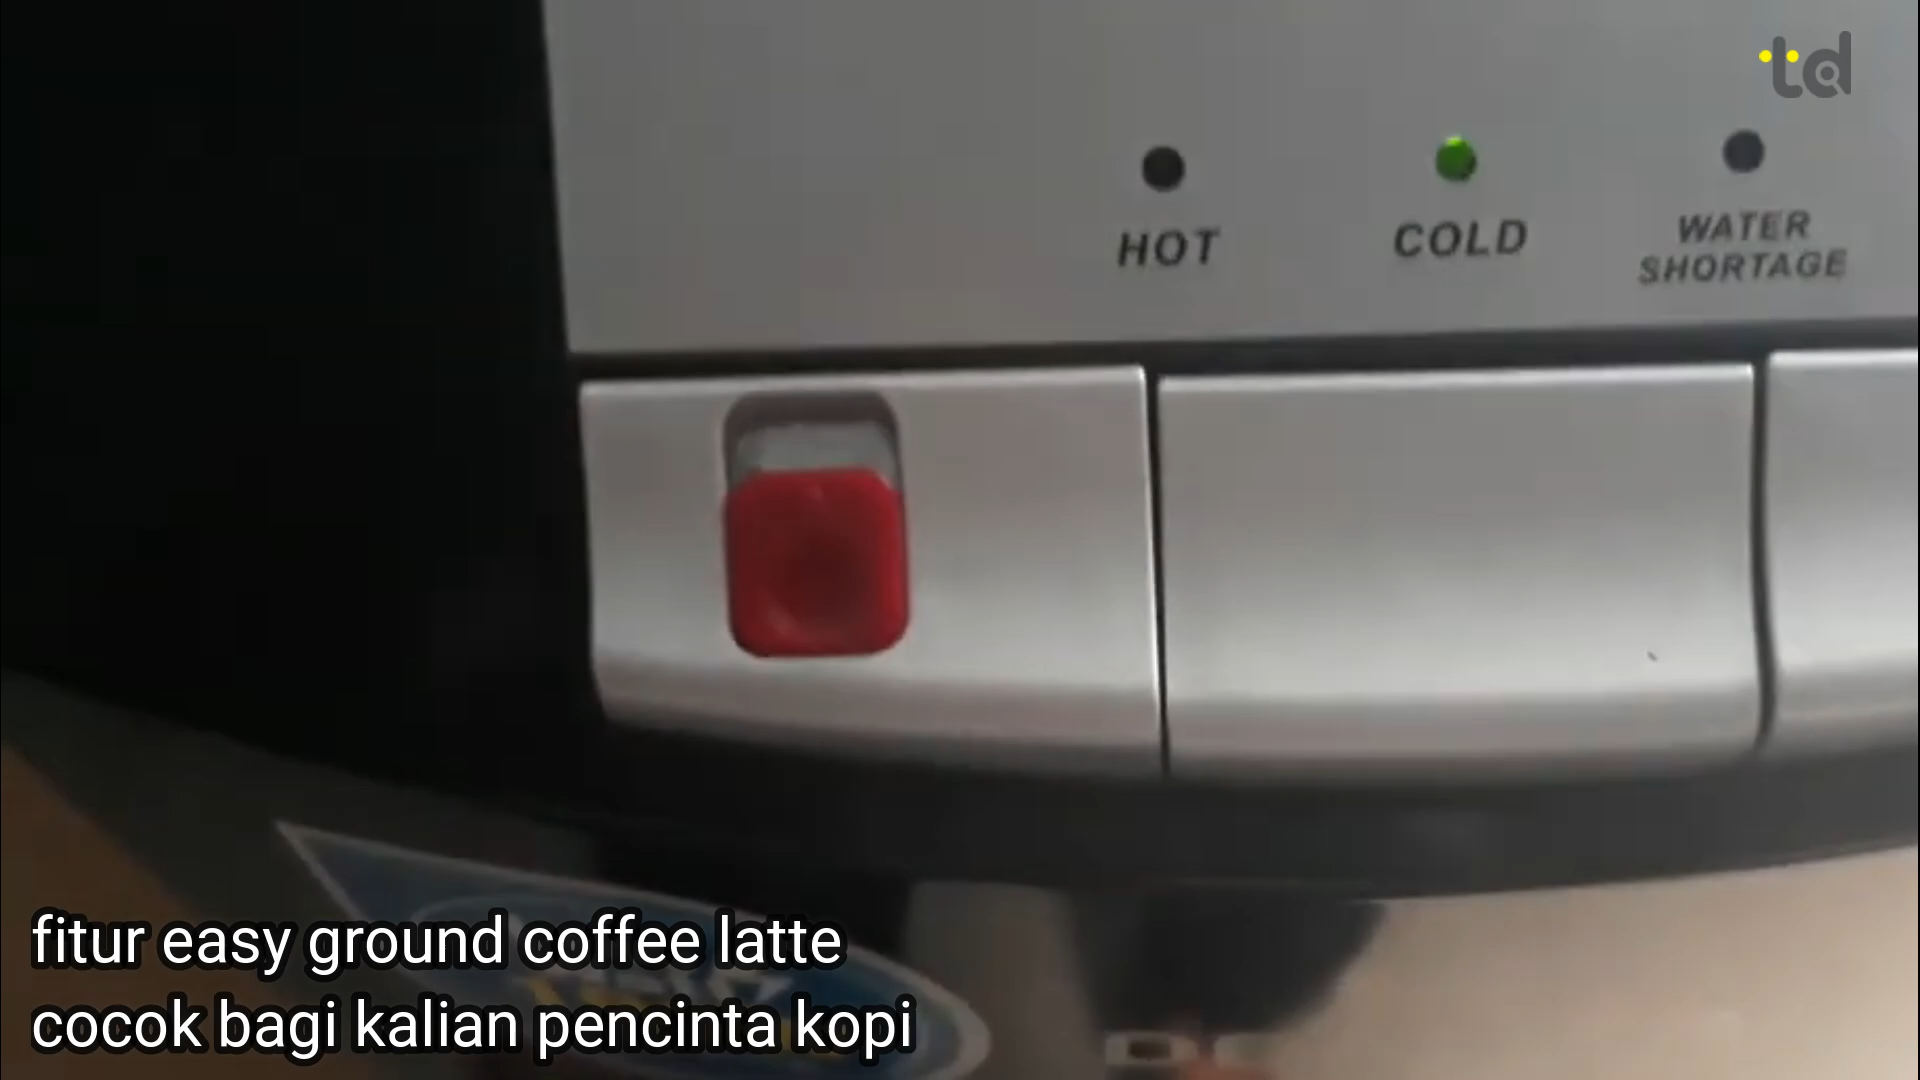 td
HOT
COLD
WATER
SHORTAGE
fitur easy ground coffee latte
cocok bagi kalian pencinta kopi